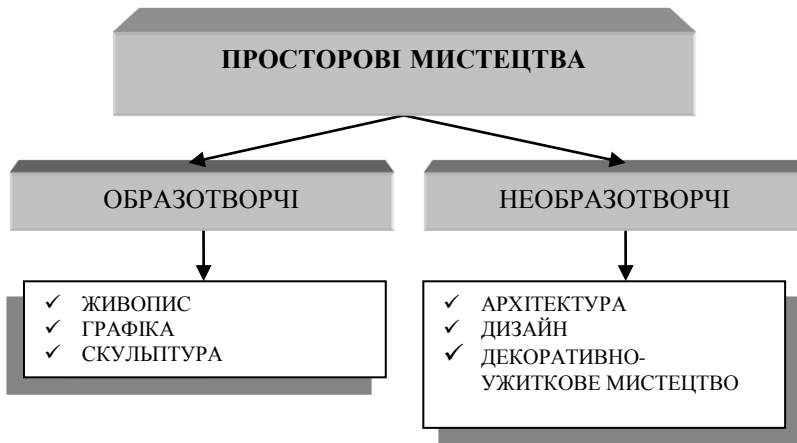 ПРОСТОРОВІ МИСТЕЦТВА
ОБРАЗОТВОРЧІ
НЕОБРАЗОТВОРЧІ
ЖИВОПИС
ГРАФІКА
СКУЛЬПТУРА
АРХІТЕКТУРА
ДИЗАЙН
ДЕКОРАТИВНО-
УЖИТКОВЕ МИСТЕЦТВО